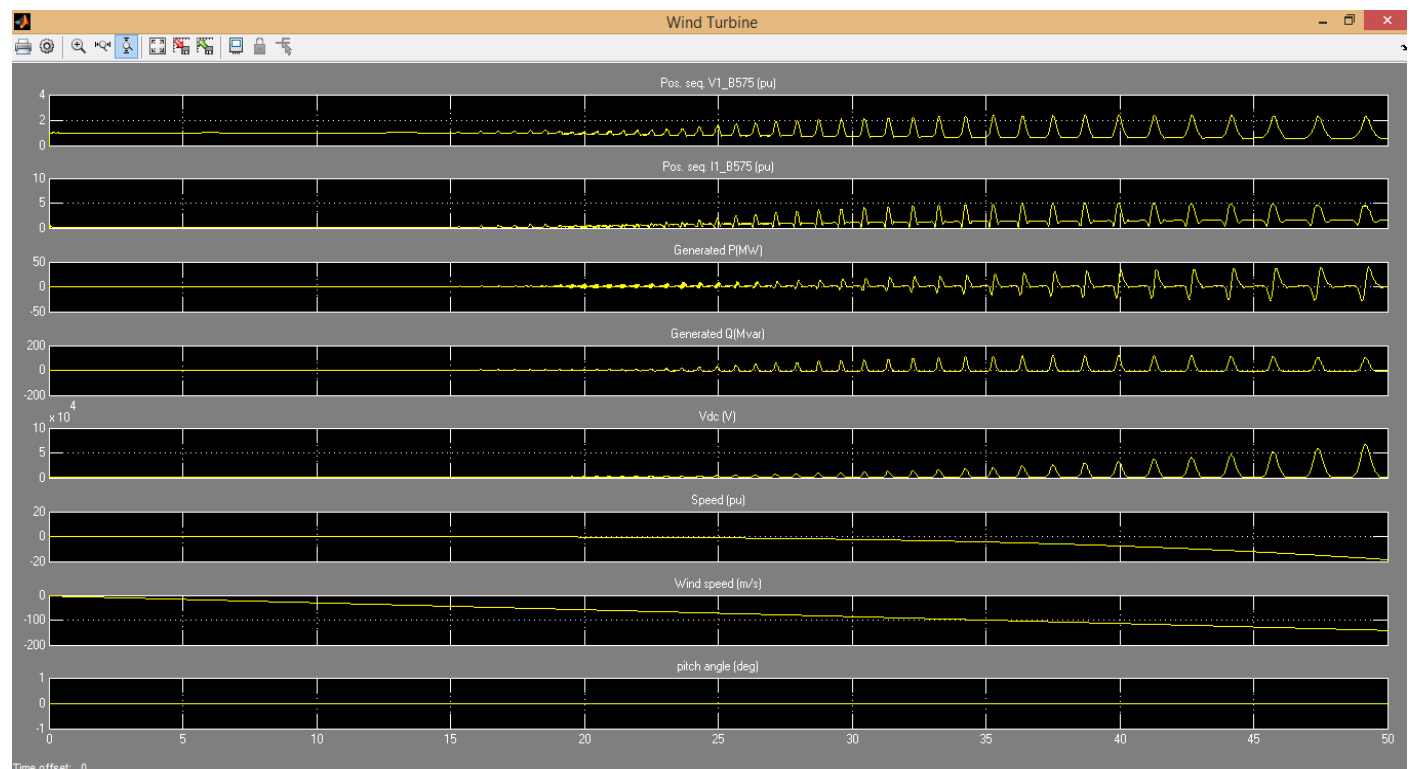 Wind Turbine
Pos. seq. V1_B575 (pu)
4
2
0
Pos. seq. I1_B575 (pu)
10
5
0
Generated P(MW)
50
0
-50
Generated Q(Mvar)
200
0
-200
x 10^4
Vdc (V)
10
5
0
Speed (pu)
20
0
-20
Wind speed (m/s)
0
-100
-200
pitch angle (deg)
1
0
-1
0 5 10 15 20 25 30 35 40 45 50
Time offset: 0